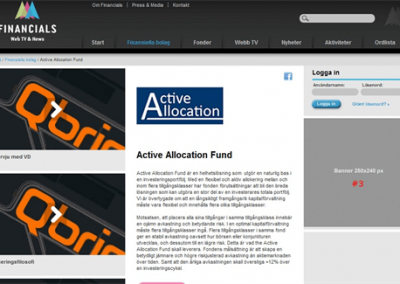 Om Financials | Press & Media | Kontakt
FINANCIALS
Web TV & News
Start
Finansiella bolag
Fonder
Webb TV
Nyheter
Aktiviteter
Ordlista
/ Finansiella bolag / Active Allocation Fund
Qbric
Active
Allocation
Logga in
Användarnamn:
Lösenord:
Logga in
Glömt lösenord? »
med VD
Active Allocation Fund
Active Allocation Fund är en helhetslösning som utgör en naturlig bas i
en investeringsportfölj. Med en flexibel och aktiv allokering mellan och
inom flera tillgångsklasser har fonden förutsättningar att bli den breda
lösningen som kan utgöra en stor del av en investerares totala portfölj.
Vi är övertygade om att en långsiktigt framgångsrik kapitalförvaltning
måste vara flexibel och innehålla flera olika tillgångsklasser.
Motsatsen, att placera alla sina tillgångar i samma tillgångsklass innebär
en ojämn avkastning och betydande risk. I en optimal kapitalförvaltning
måste flera tillgångsklasser ingå. Flera tillgångsklasser i samma fond
ger en stabil avkastning oavsett hur börsen eller konjunkturen
utvecklas, och dessutom till en lägre risk. Detta är vad the Active
Allocation Fund skall leverera. Fondens målsättning är att skapa en
betydligt jämnare och högre riskjusterad avkastning än aktiemarknaden
över tiden. Samt att den årliga avkastningen skall överstiga +12% över
en investeringscykel.
Banner 260x240 px
#3
Qbric